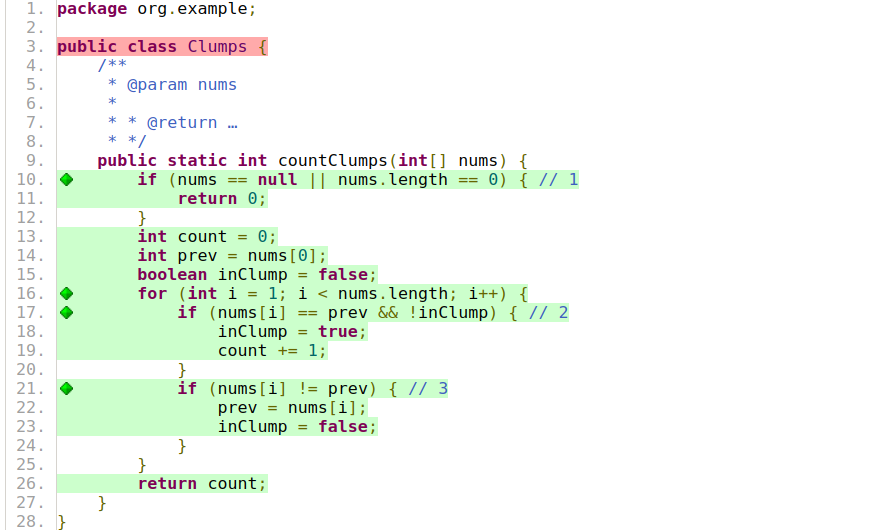 1. package org.example;
2.
3. public class Clumps {
4.     /**
5.      * @param nums
6.      *
7.      * * @return …
8.      * */
9.     public static int countClumps(int[] nums) {
10.         if (nums == null || nums.length == 0) { // 1
11.             return 0;
12.         }
13.         int count = 0;
14.         int prev = nums[0];
15.         boolean inClump = false;
16.         for (int i = 1; i < nums.length; i++) {
17.             if (nums[i] == prev && !inClump) { // 2
18.                 inClump = true;
19.                 count += 1;
20.             }
21.             if (nums[i] != prev) { // 3
22.                 prev = nums[i];
23.                 inClump = false;
24.             }
25.         }
26.         return count;
27.     }
28. }